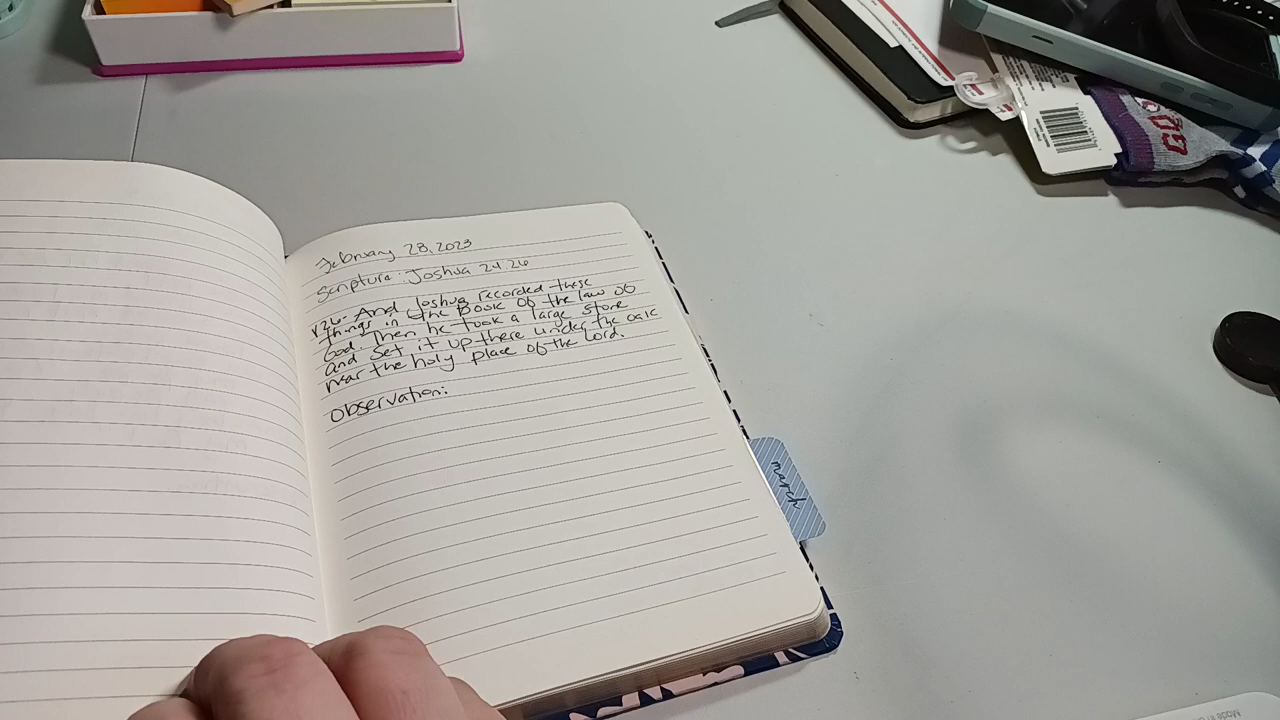 February 28, 2023
Scripture: Joshua 24:26
v26. And Joshua recorded these
things in the Book of the law of
God. Then he took a large stone
and set it up there under the oak
near the holy place of the Lord.
Observation:
march